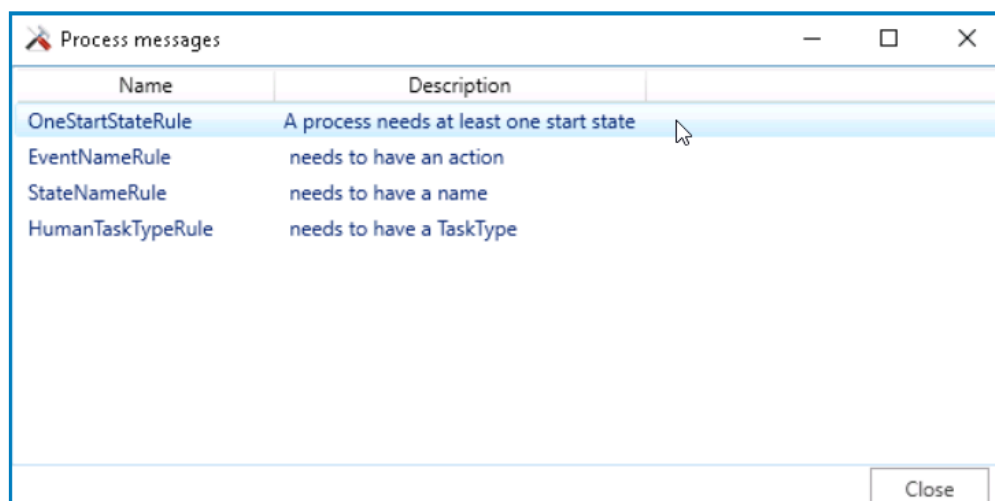 Process messages
Name Description
OneStartStateRule A process needs at least one start state
EventNameRule needs to have an action
StateNameRule needs to have a name
HumanTaskTypeRule needs to have a TaskType
Close